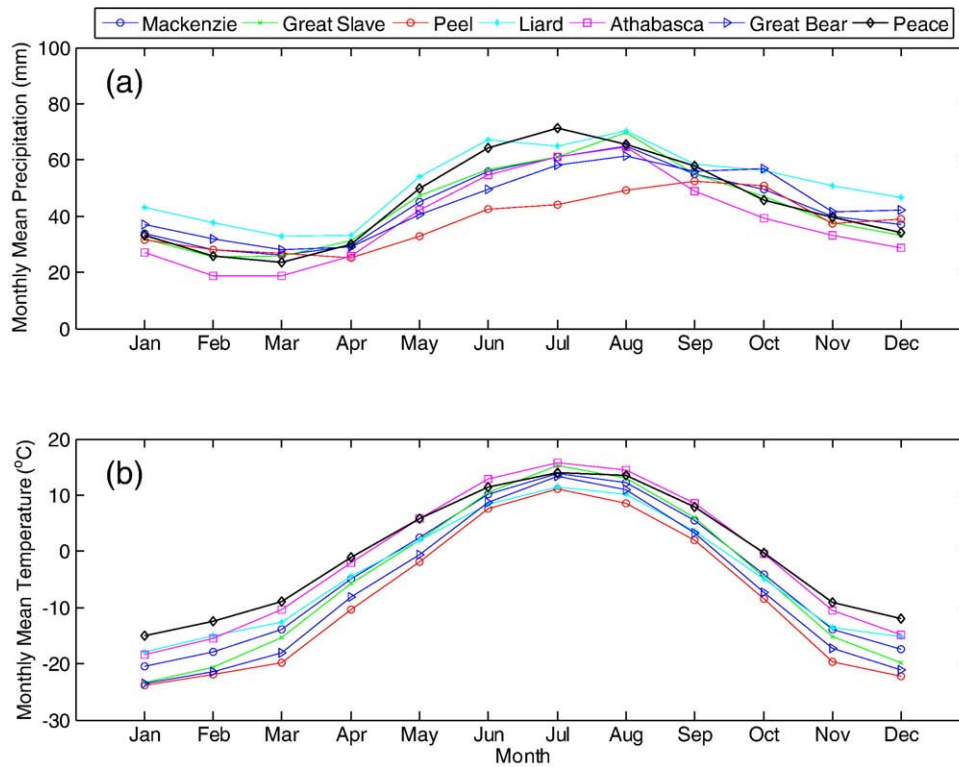 Mackenzie Great Slave Peel Liard Athabasca Great Bear Peace
(a)
Monthly Mean Precipitation (mm)
100
80
60
40
20
0
Jan Feb Mar Apr May Jun Jul Aug Sep Oct Nov Dec
(b)
Monthly Mean Temperature (°C)
20
10
0
-10
-20
-30
Jan Feb Mar Apr May Jun Jul Aug Sep Oct Nov Dec
Month